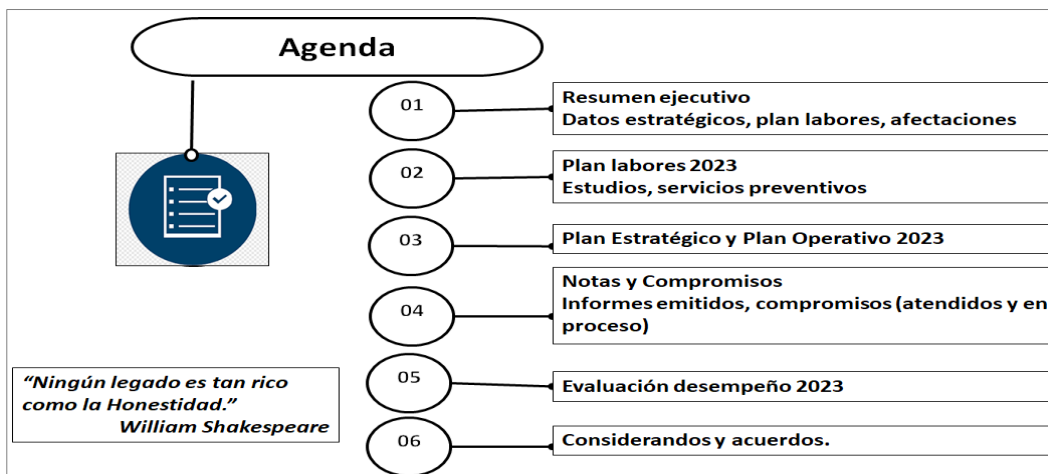 Agenda
01
Resumen ejecutivo
Datos estratégicos, plan labores, afectaciones
02
Plan labores 2023
Estudios, servicios preventivos
03
Plan Estratégico y Plan Operativo 2023
04
Notas y Compromisos
Informes emitidos, compromisos (atendidos y en
proceso)
05
Evaluación desempeño 2023
06
Considerandos y acuerdos.
“Ningún legado es tan rico
como la Honestidad.”
William Shakespeare